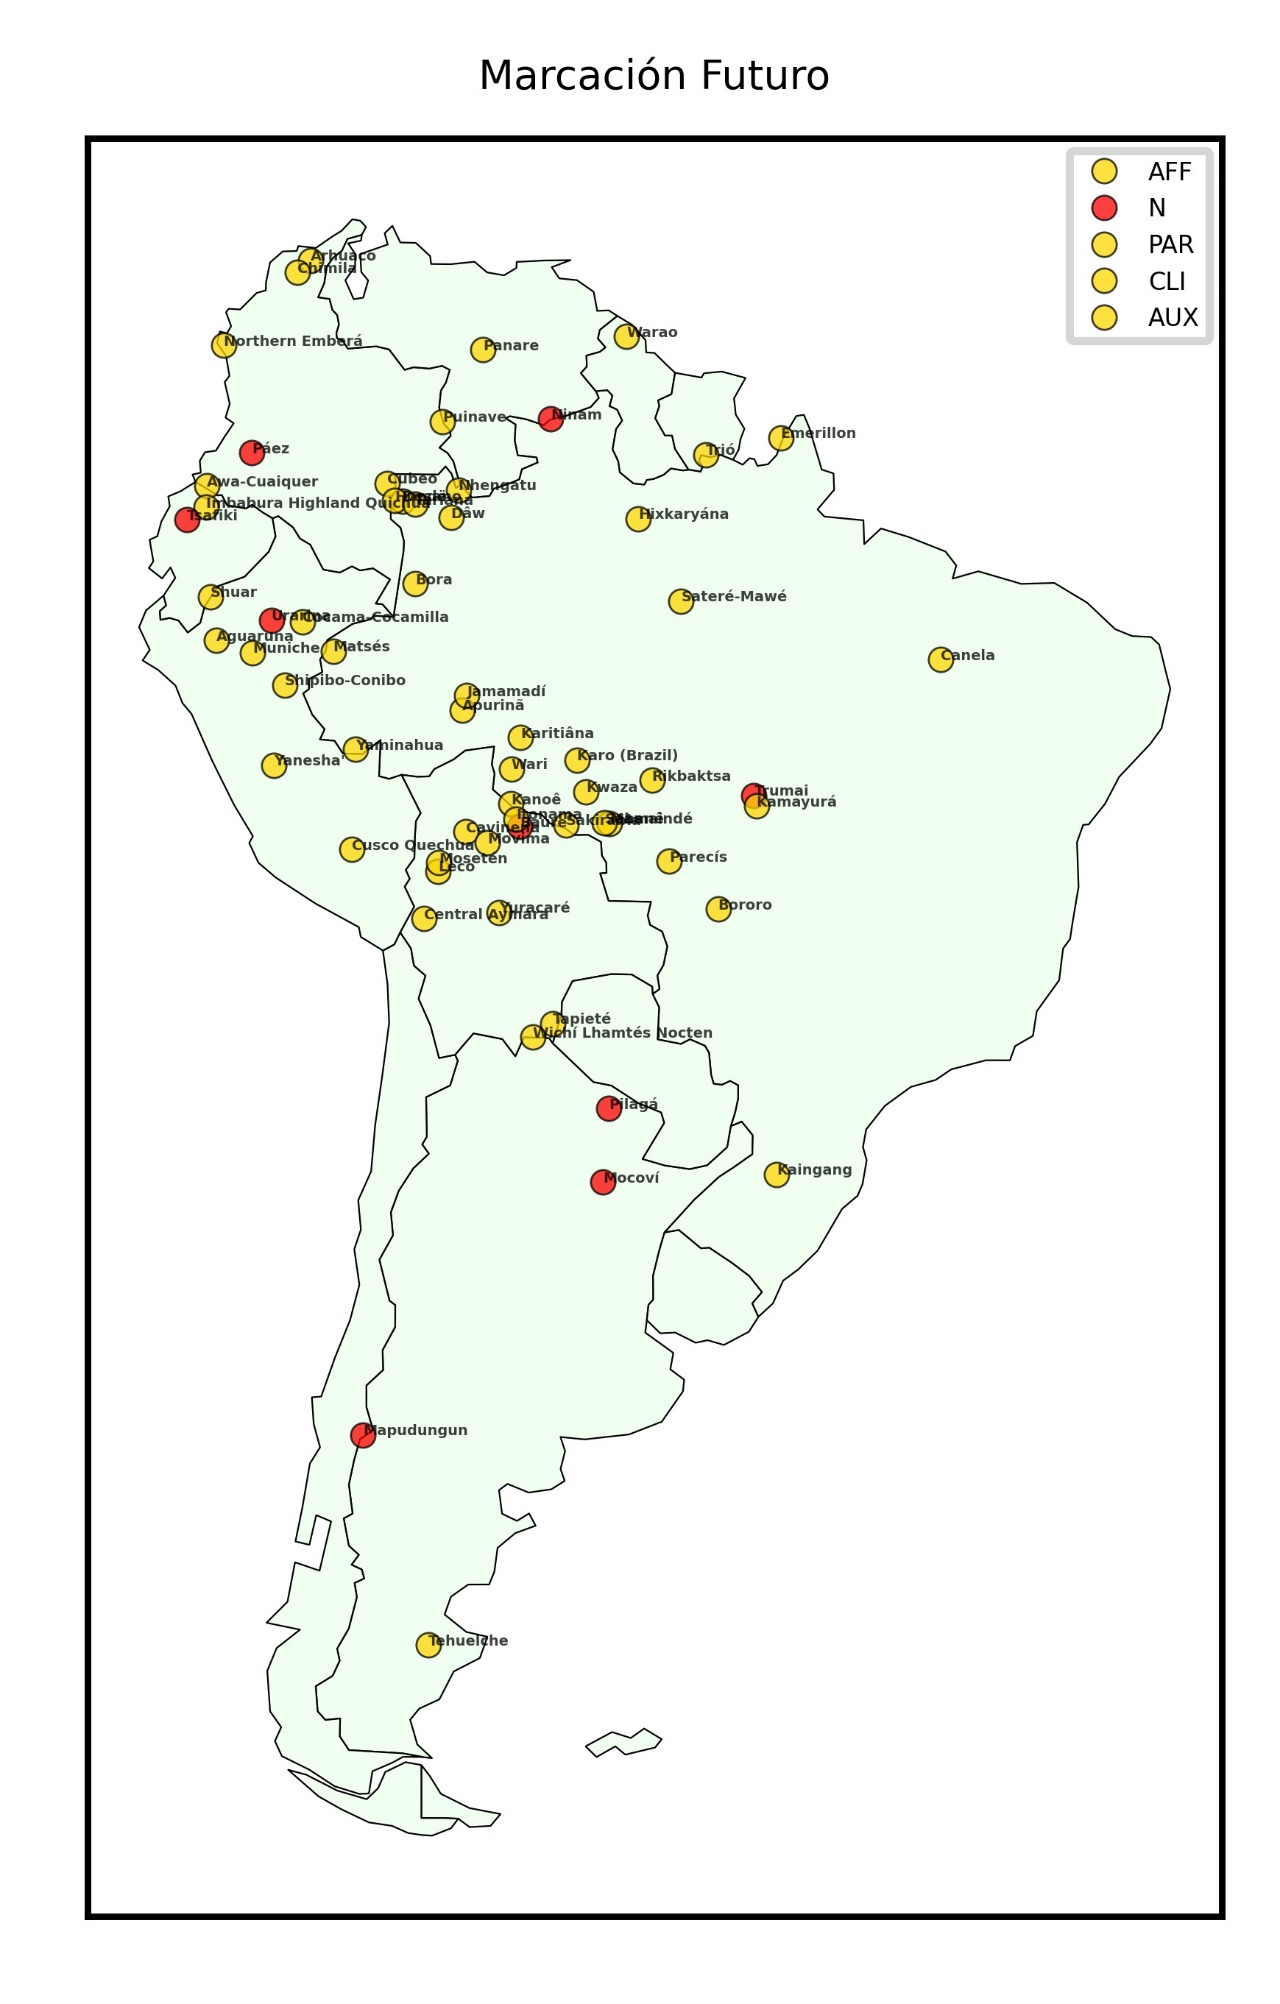 Marcación Futuro
AFF
N
PAR
CLI
AUX
Arhuaco
Chimila
Northern Emberá
Panare
Warao
Puinave
Ninam
Emerillon
Páez
Trió
Awa-Cuaiquer
Cubeo
Nhengatu
Imbabura Highland Quichua
Tsafiki
Dâw
Hixkaryána
Bora
Shuar
Sateré-Mawé
Urarina
Cocama-Cocamilla
Aguaruna
Muniche
Matsés
Canela
Shipibo-Conibo
Jamamadí
Apurinã
Karitiâna
Yaminahua
Yanesha'
Wari
Karo (Brazil)
Rikbaktsa
Kwaza
Trumai
Kamayurá
Kanoê
Baure
Cavineña
Movima
Cusco Quechua
Mosetén
Leco
Parecís
Yuracaré
Central Aymara
Bororo
Tapieté
Wichí Lhamtés Nocten
Pilagá
Kaingang
Mocoví
Mapudungun
Tehuelche